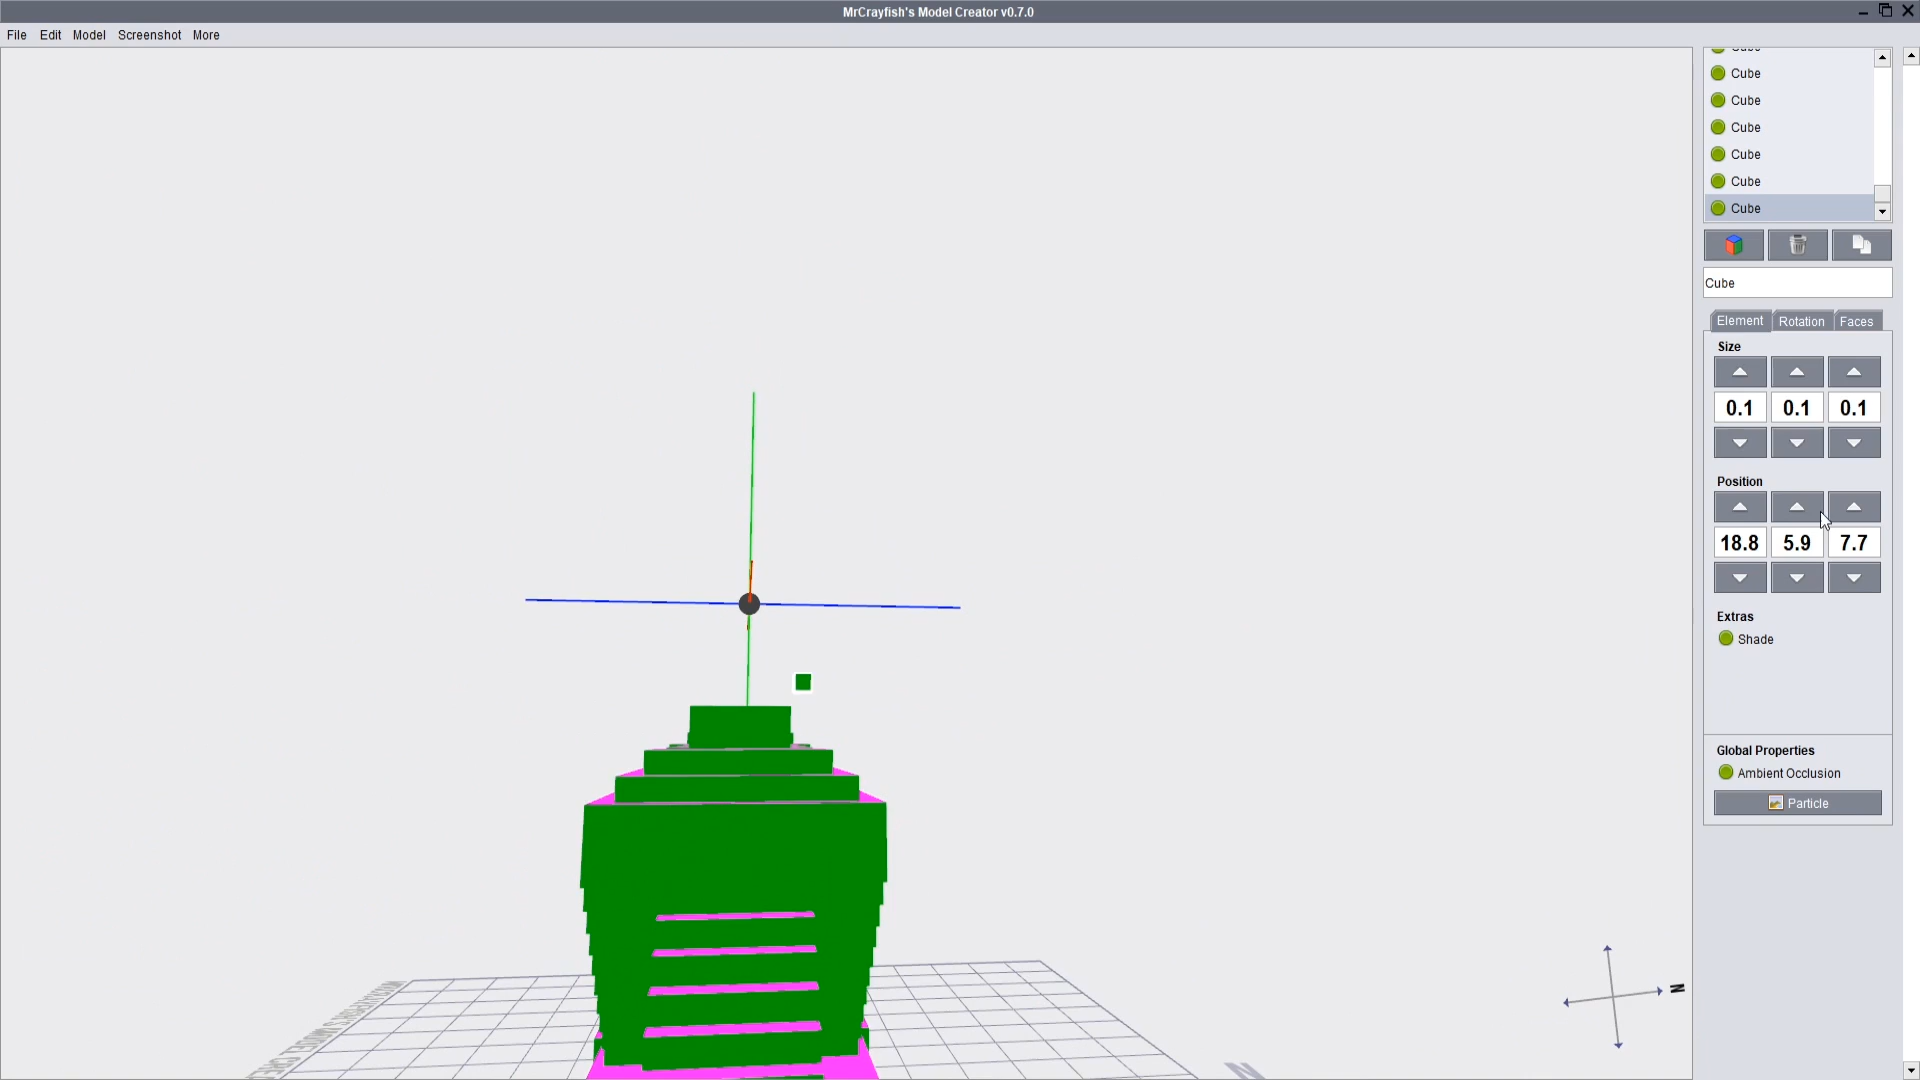 MrCrayfish's Model Creator v0.7.0
File Edit Model Screenshot More
Cube
Cube
Cube
Cube
Cube
Cube
Cube
Cube
Element Rotation Faces
Size
0.1 0.1 0.1
Position
18.8 5.9 7.7
Extras
Shade
Global Properties
Ambient Occlusion
Particle
N
N